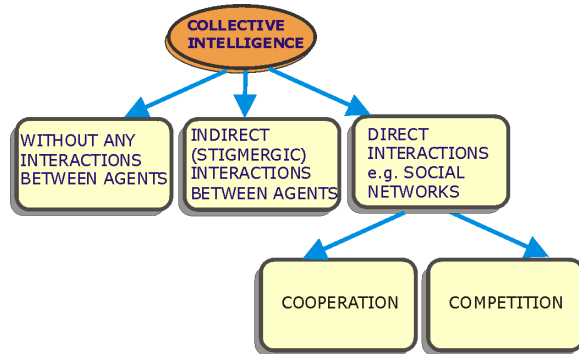 COLLECTIVE
INTELLIGENCE
WITHOUT ANY
INTERACTIONS
BETWEEN AGENTS
INDIRECT
(STIGMERGIC)
INTERACTIONS
BETWEEN AGENTS
DIRECT
INTERACTIONS
e.g. SOCIAL
NETWORKS
COOPERATION
COMPETITION